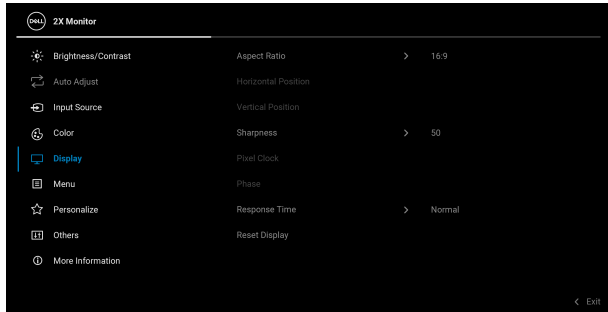 DELL 2X Monitor
Brightness/Contrast Aspect Ratio > 16:9
Auto Adjust Horizontal Position
Input Source Vertical Position
Color Sharpness > 50
Display Pixel Clock
Menu Phase
Personalize Response Time > Normal
Others Reset Display
More Information
< Exit